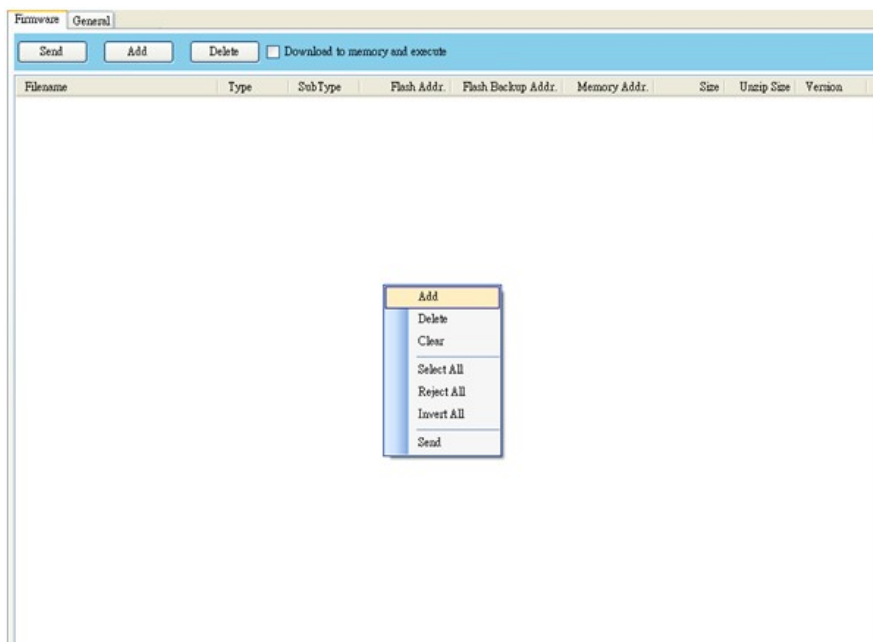 Firmware General
Send Add Delete Download to memory and execute
Filename Type SubType Flash Addr. Flash Backup Addr. Memory Addr. Size Unzip Size Version
Add
Delete
Clear
Select All
Reject All
Invert All
Send